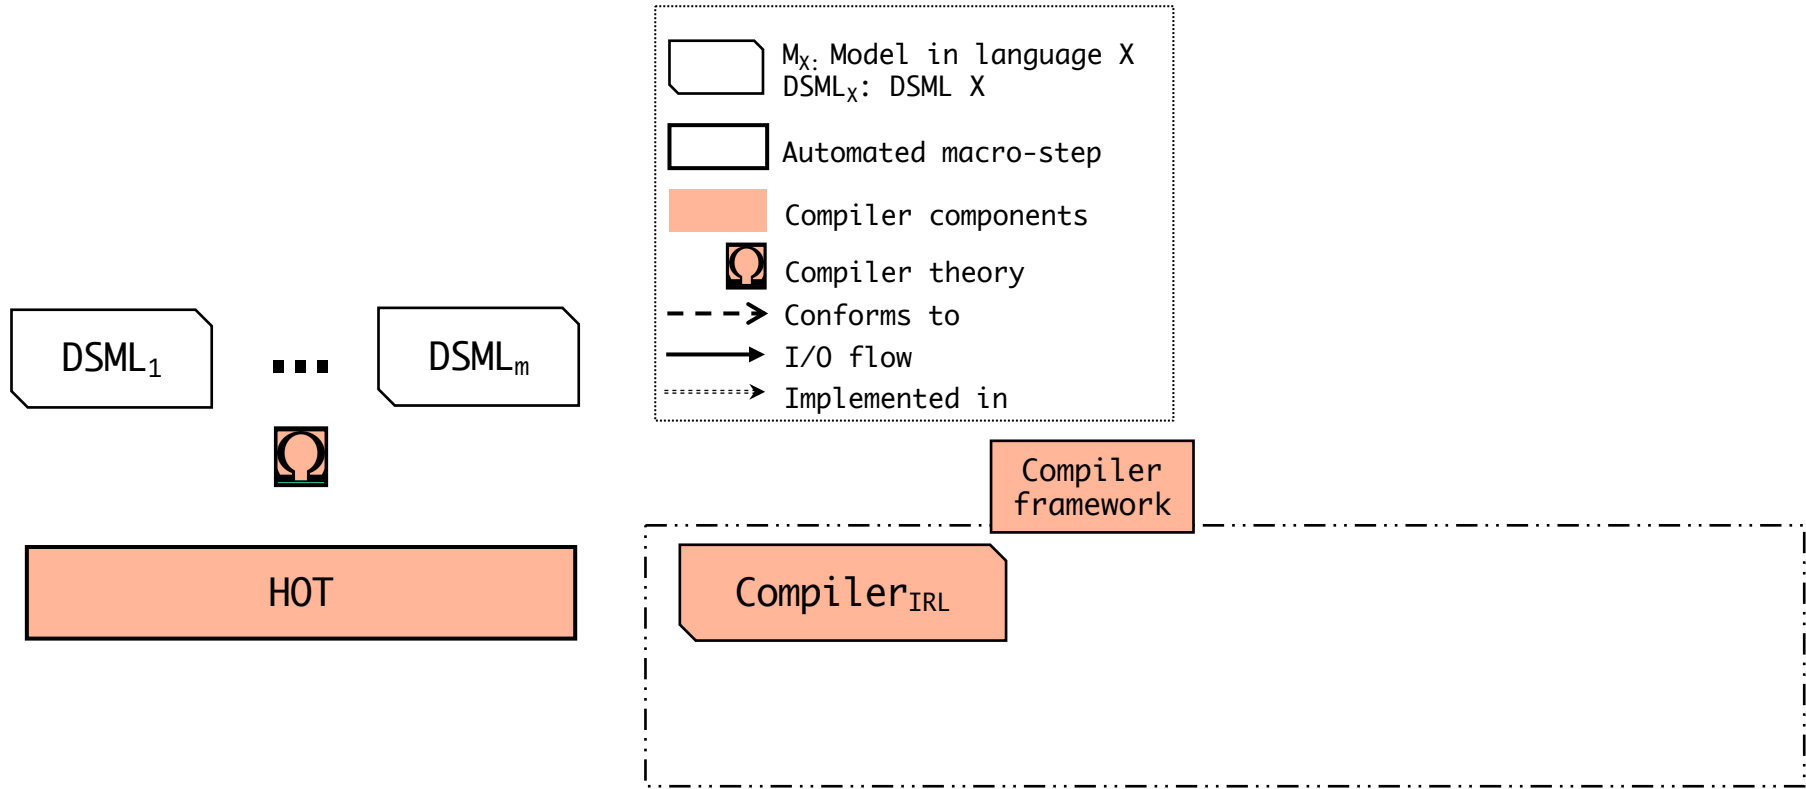 Mₓ: Model in language X
DSMLₓ: DSML X
Automated macro-step
Compiler components
Ω Compiler theory
Conforms to
I/O flow
Implemented in
DSML₁ ... DSMLₘ
Ω
Compiler
framework
HOT
Compiler_IRL